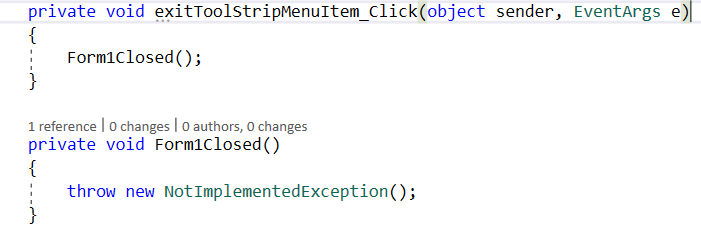 private void exitToolStripMenuItem_Click(object sender, EventArgs e)
{
    Form1Closed();
}
1 reference | 0 changes | 0 authors, 0 changes
private void Form1Closed()
{
    throw new NotImplementedException();
}